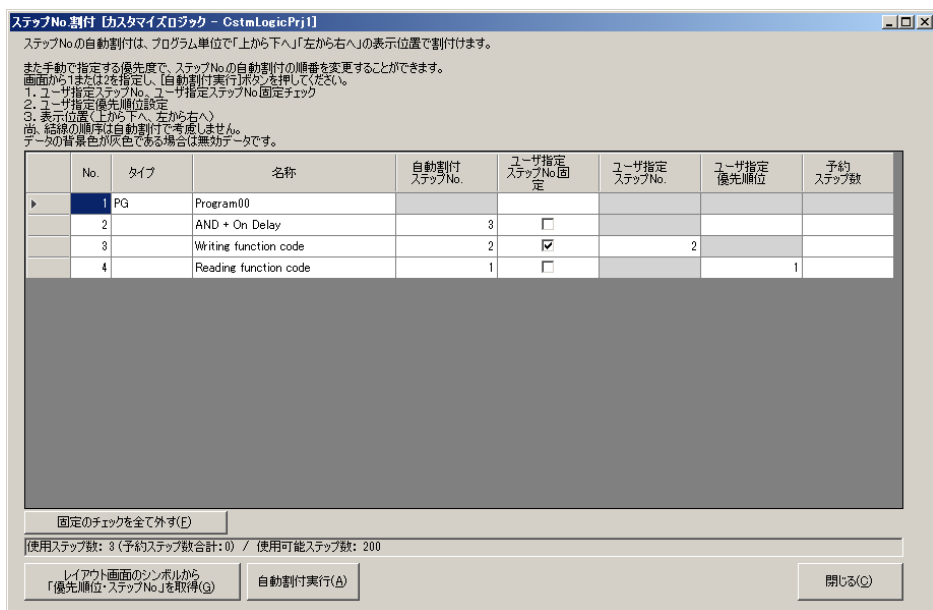 ステップNo.割付 [カスタマイズロジック - CstmLogicPrj1]
ステップNo.の自動割付は、プログラム単位で「上から下へ」「左から右へ」の表示位置で割付けます。
また手動で指定する優先度で、ステップNo.の自動割付の順番を変更することができます。
画面から1または2を指定し、[自動割付実行]ボタンを押してください。
1. ユーザ指定ステップNo.、ユーザ指定ステップNo固定チェック
2. ユーザ指定優先順位設定
3. 表示位置(上から下へ、左から右へ)
尚、結線の順序は自動割付で考慮しません。
データの背景色が灰色である場合は無効データです。
No. タイプ 名称 自動割付ステップNo. ユーザ指定ステップNo固定 ユーザ指定ステップNo. ユーザ指定優先順位 予約ステップ数
1 PG Program00
2 AND + On Delay 3
3 Writing function code 2 2
4 Reading function code 1 1
固定のチェックを全て外す(F)
使用ステップ数: 3 (予約ステップ数合計:0) / 使用可能ステップ数: 200
レイアウト画面のシンボルから
「優先順位・ステップNo」を取得(G)
自動割付実行(A)
閉じる(C)